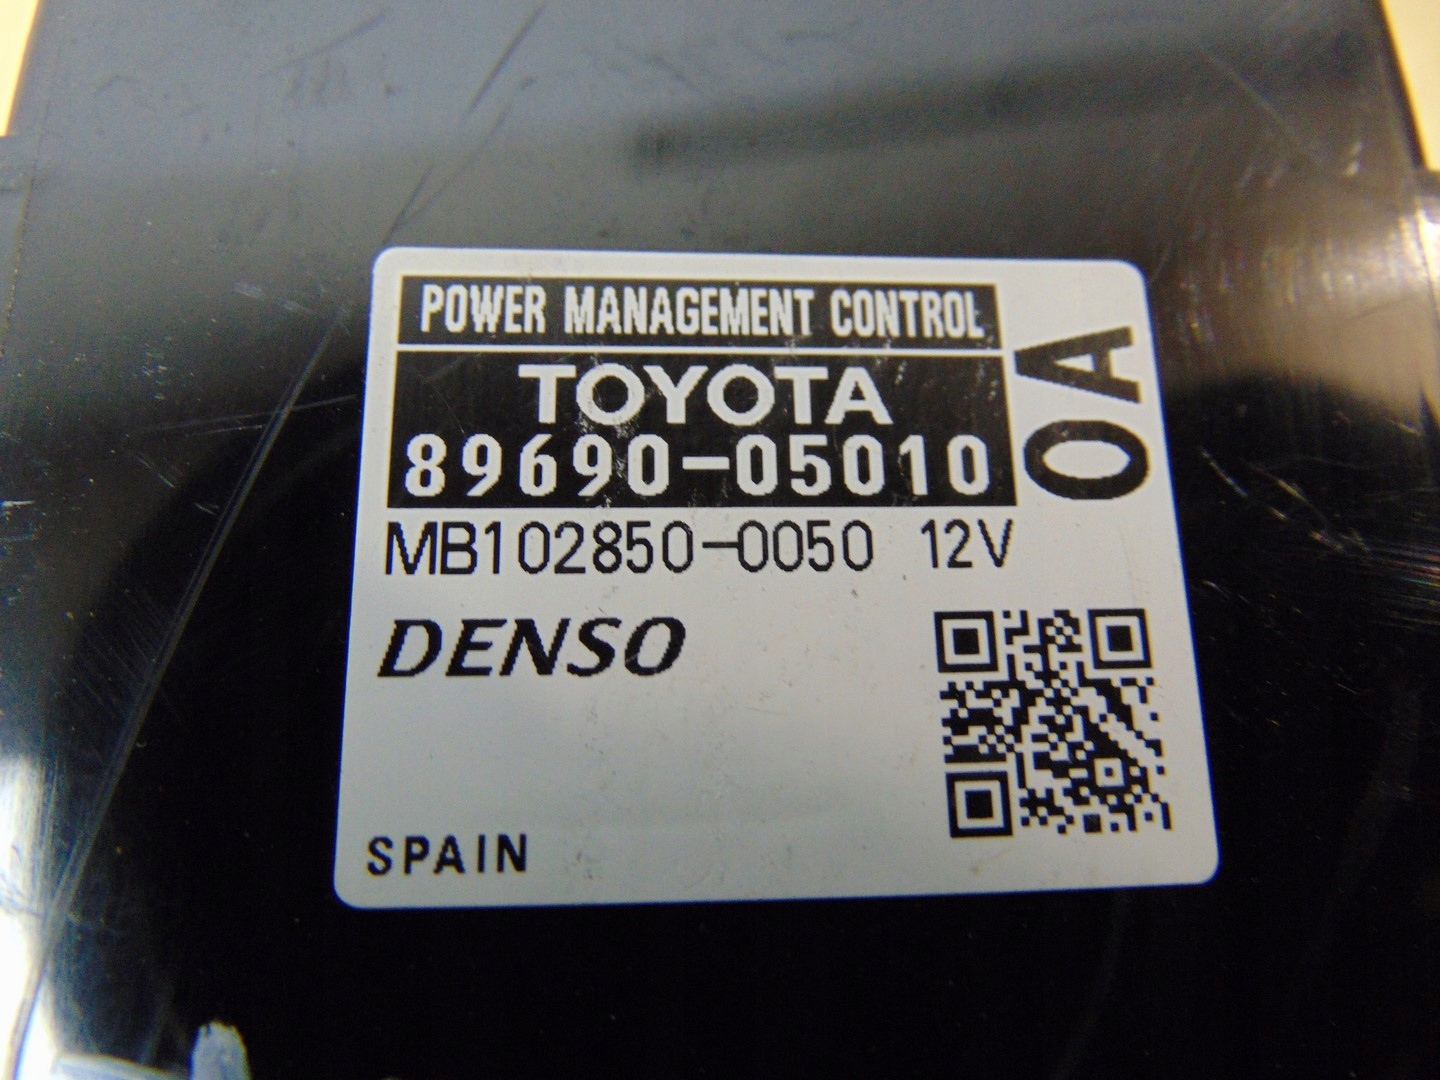 POWER MANAGEMENT CONTROL
TOYOTA
89690-05010
0A
MB102850-0050 12V
DENSO
SPAIN